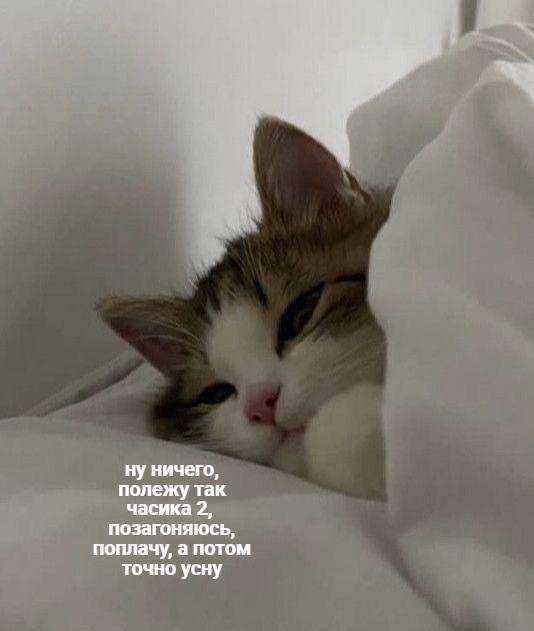 ну ничего,
полежу так
часика 2,
позагоняюсь,
поплачу, а потом
точно усну